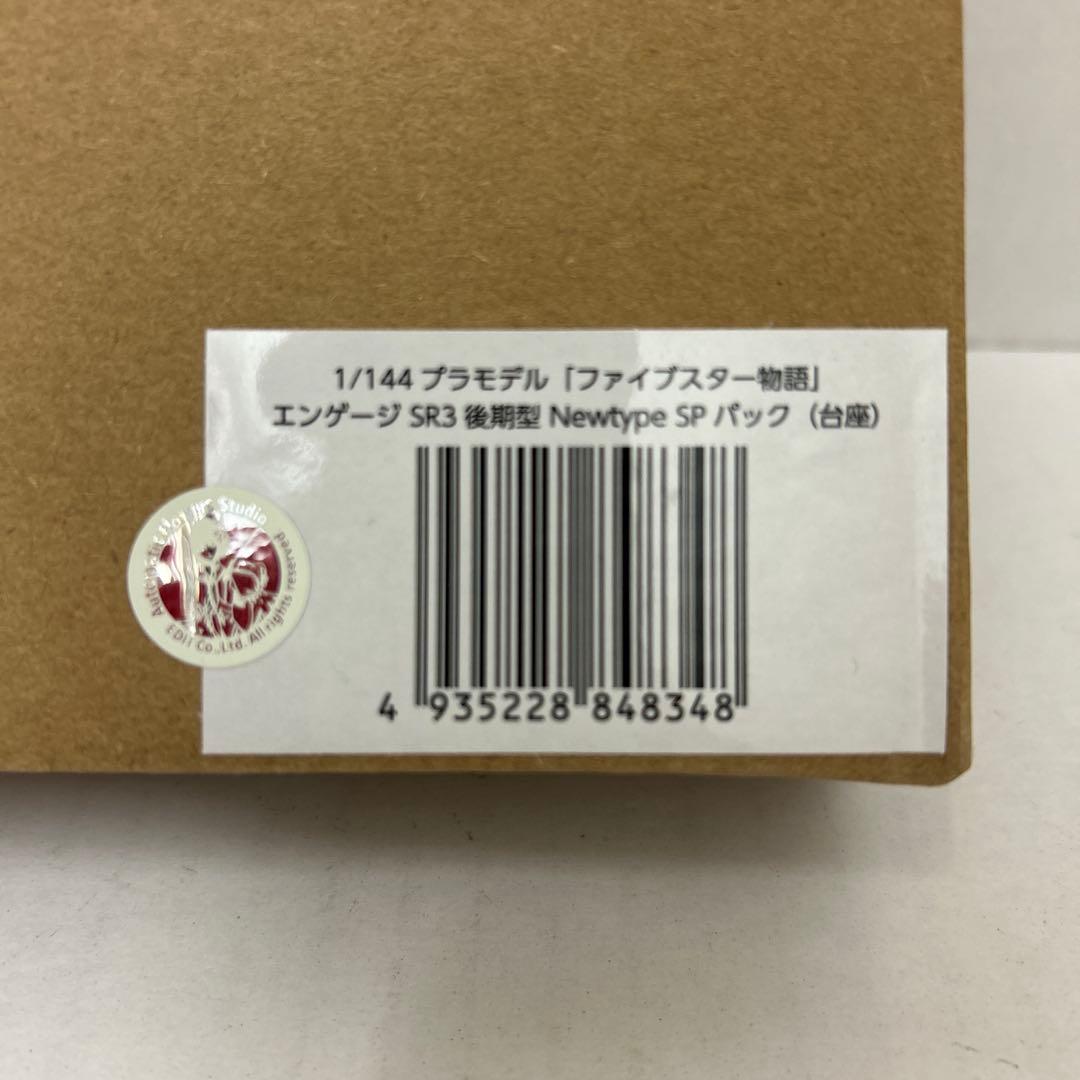 1/144 プラモデル「ファイブスター物語」
エンゲージ SR3 後期型 Newtype SP パック（台座）
4 935228 848348
Studio
EDIT Co.,Ltd. All rights reserved